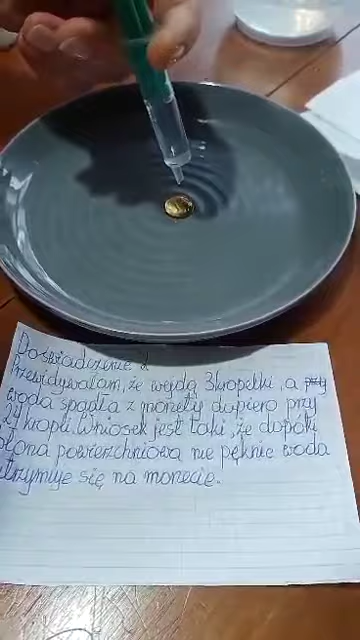 Doświadczenie 2
Przewidywałam, że wejdą 3 kropelki, a przy
woda spadła z monety dopiero przy
24 kropli. Wniosek jest taki, że dopóki
błona powierzchniowa nie pęknie woda
utrzymuje się na monecie.